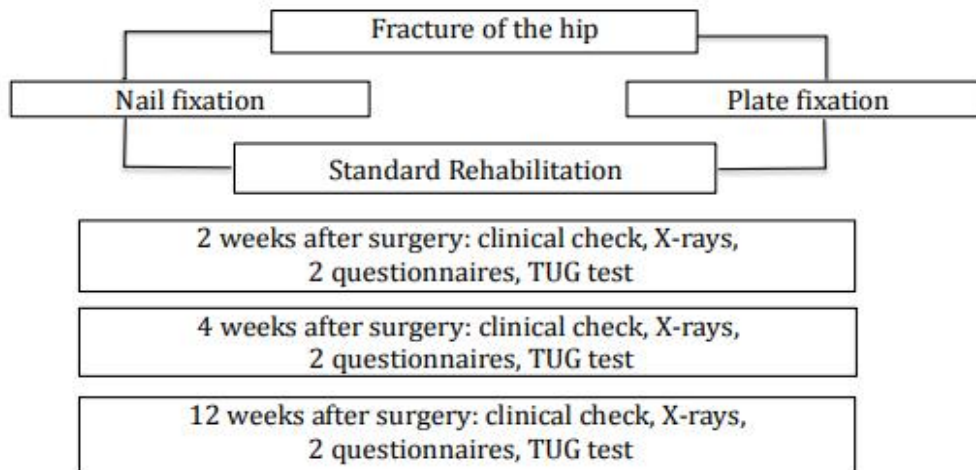 Fracture of the hip
Nail fixation
Plate fixation
Standard Rehabilitation
2 weeks after surgery: clinical check, X-rays,
2 questionnaires, TUG test
4 weeks after surgery: clinical check, X-rays,
2 questionnaires, TUG test
12 weeks after surgery: clinical check, X-rays,
2 questionnaires, TUG test